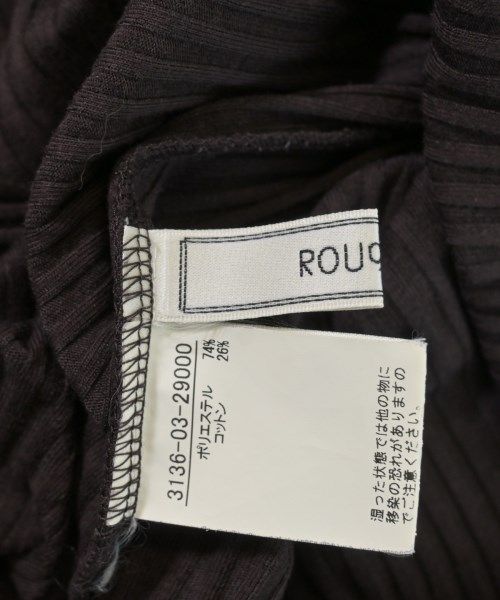 ROUG
3136-03-29000
ポリエステル 74%
コットン 26%
湿った状態では他の物に
移染の恐れがありますの
でご注意ください。